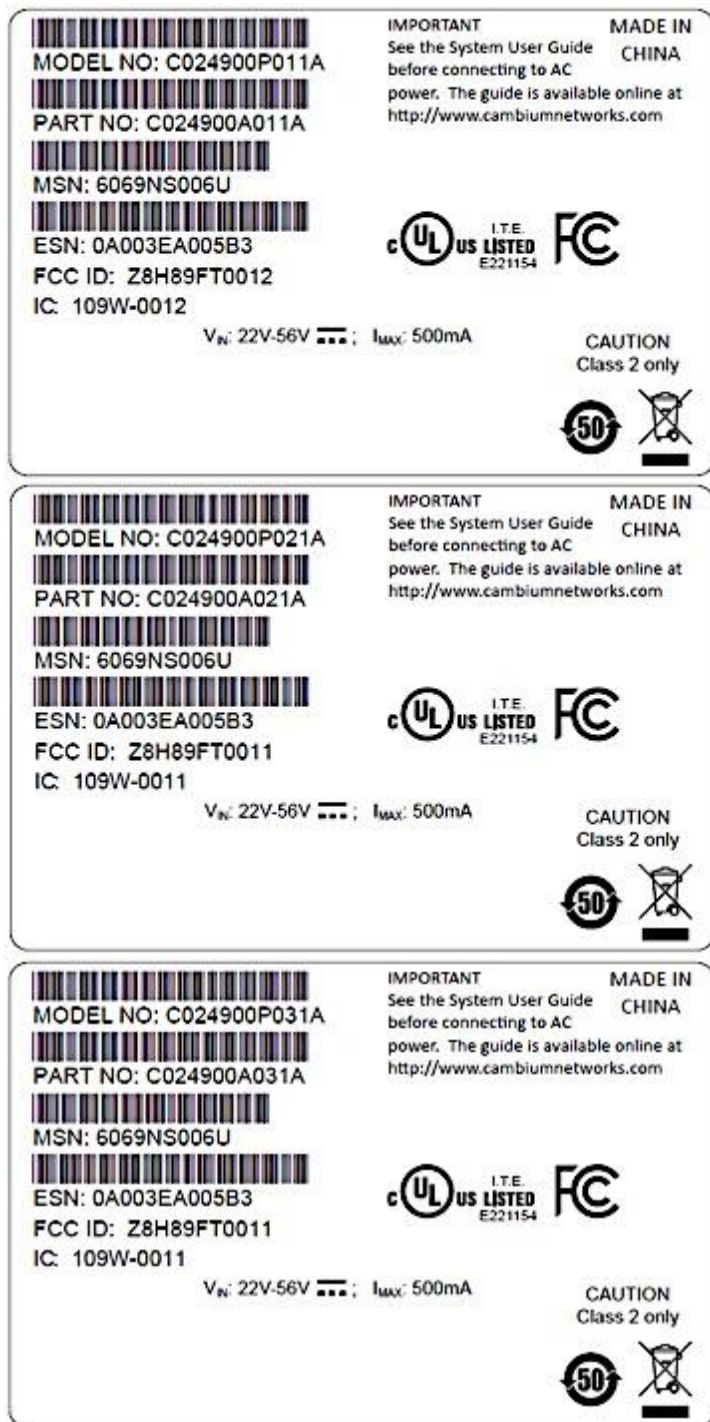 MODEL NO: C024900P011A
PART NO: C024900A011A
MSN: 6069NS006U
ESN: 0A003EA005B3
FCC ID: Z8H89FT0012
IC: 109W-0012
IMPORTANT
See the System User Guide
before connecting to AC
power. The guide is available online at
http://www.cambiumnetworks.com
MADE IN
CHINA
C UL US LISTED
I.T.E.
E221154
FC
VIN: 22V-56V ; IMAX: 500mA
CAUTION
Class 2 only
50
MODEL NO: C024900P021A
PART NO: C024900A021A
MSN: 6069NS006U
ESN: 0A003EA005B3
FCC ID: Z8H89FT0011
IC: 109W-0011
IMPORTANT
See the System User Guide
before connecting to AC
power. The guide is available online at
http://www.cambiumnetworks.com
MADE IN
CHINA
C UL US LISTED
I.T.E.
E221154
FC
VIN: 22V-56V ; IMAX: 500mA
CAUTION
Class 2 only
50
MODEL NO: C024900P031A
PART NO: C024900A031A
MSN: 6069NS006U
ESN: 0A003EA005B3
FCC ID: Z8H89FT0011
IC: 109W-0011
IMPORTANT
See the System User Guide
before connecting to AC
power. The guide is available online at
http://www.cambiumnetworks.com
MADE IN
CHINA
C UL US LISTED
I.T.E.
E221154
FC
VIN: 22V-56V ; IMAX: 500mA
CAUTION
Class 2 only
50